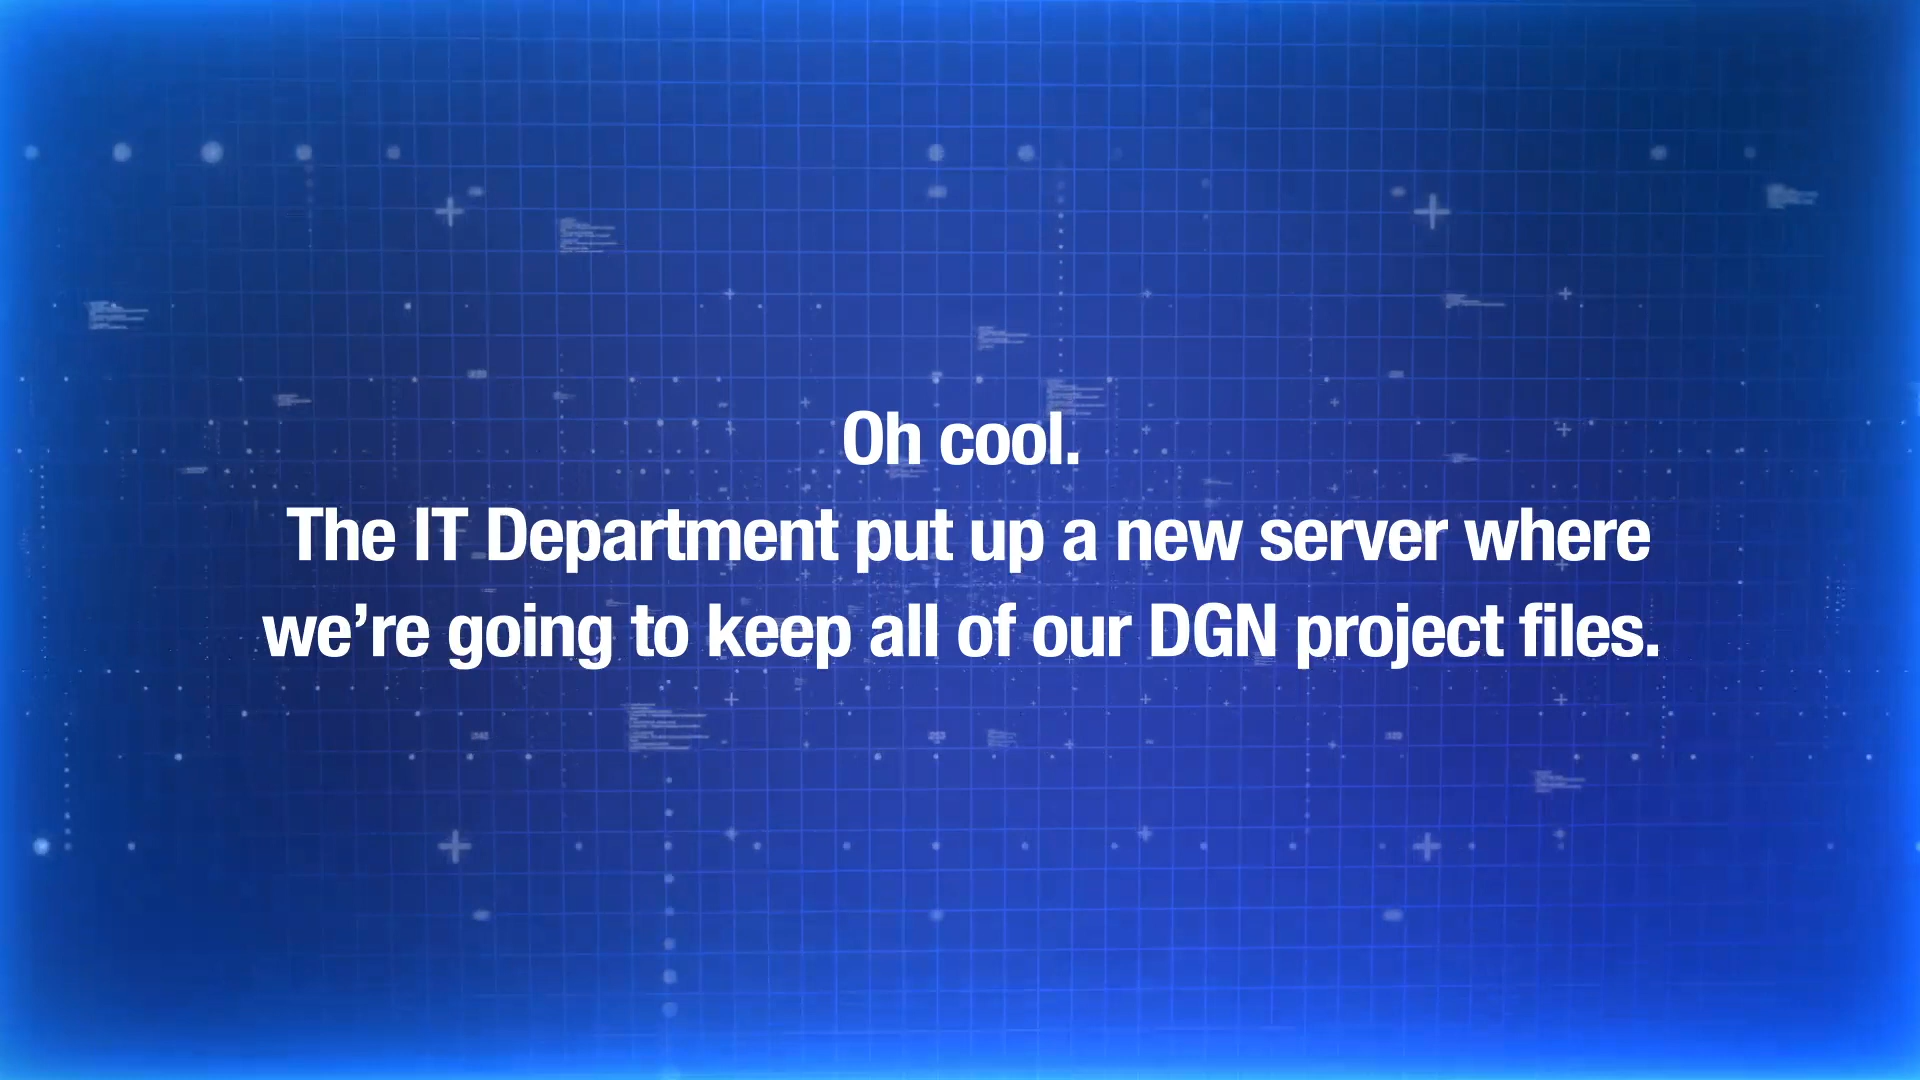 Oh cool.
The IT Department put up a new server where
we’re going to keep all of our DGN project files.